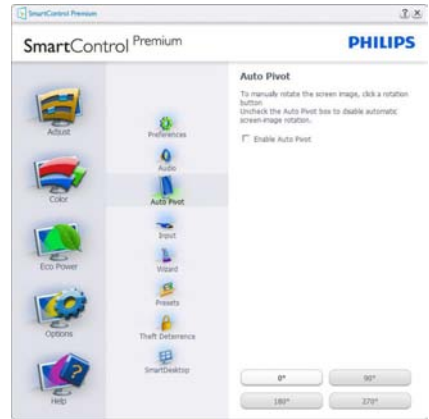 SmartControl Premium
SmartControl Premium
PHILIPS
Adjust
Color
Eco Power
Options
Help
Preferences
Audio
Auto Pivot
Input
Wizard
Presets
Theft Deterrence
SmartDesktop
Auto Pivot
To manually rotate the screen image, click a rotation
button
Uncheck the Auto Pivot box to disable automatic
screen-image rotation.
Enable Auto Pivot
0°
90°
180°
270°